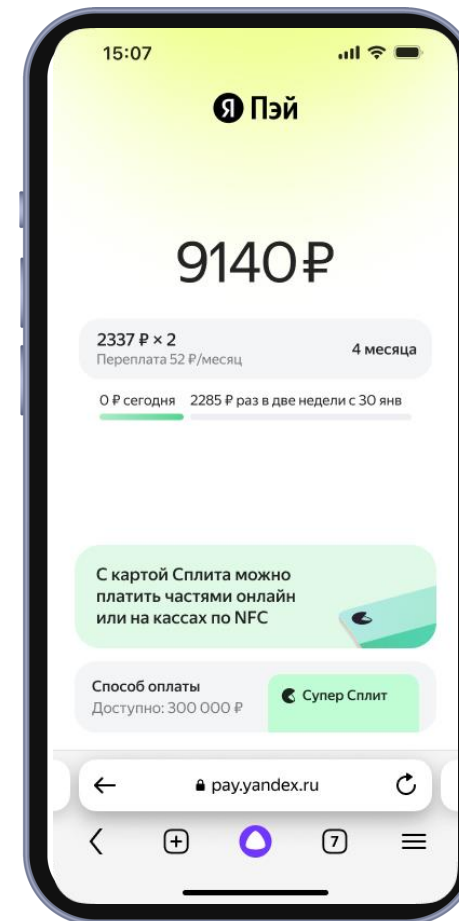 15:07
Я Пэй
9140 ₽
2337 ₽ × 2
Переплата 52 ₽/месяц
4 месяца
0 ₽ сегодня 2285 ₽ раз в две недели с 30 янв
С картой Сплита можно
платить частями онлайн
или на кассах по NFC
Способ оплаты
Доступно: 300 000 ₽
Супер Сплит
pay.yandex.ru
7